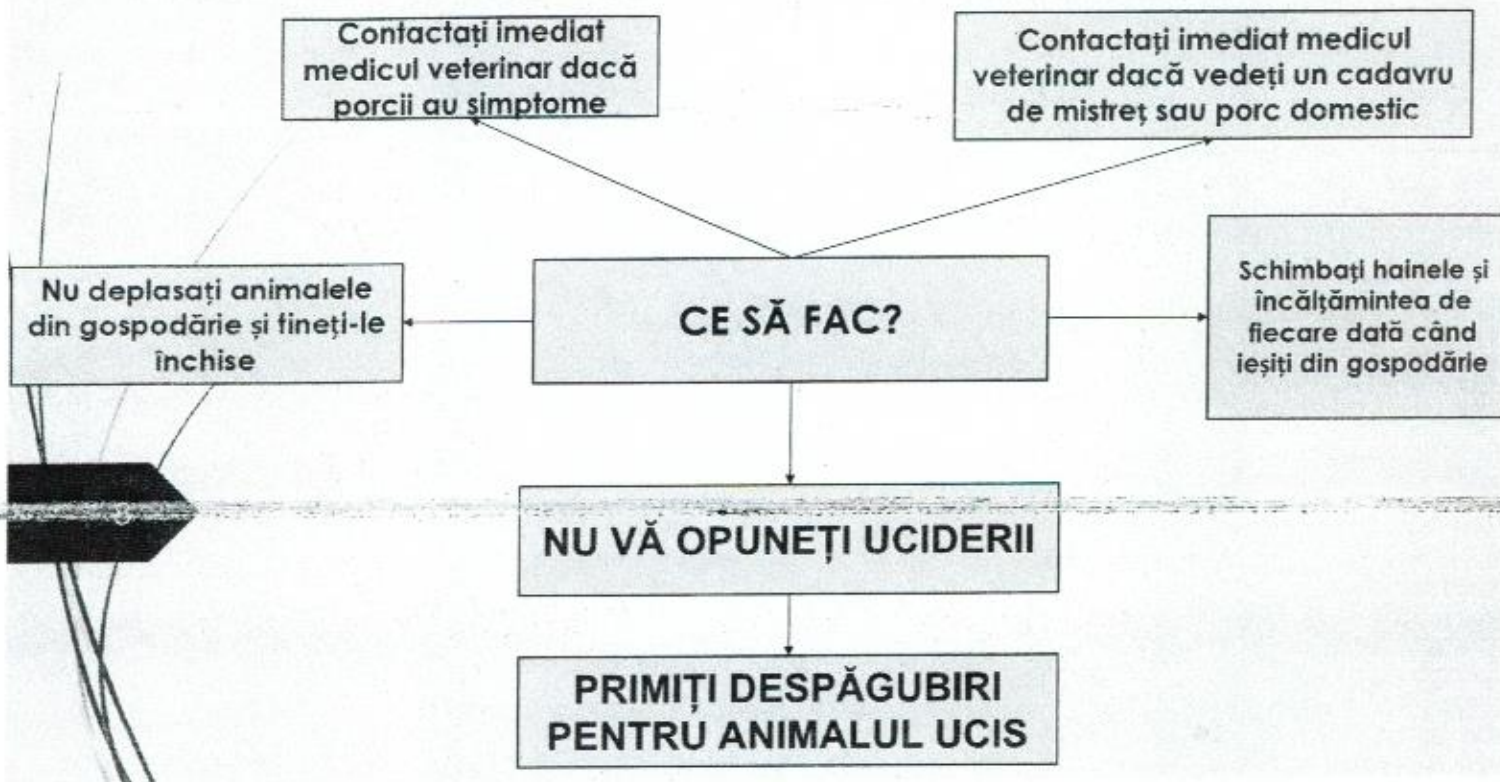 Contactați imediat
medicul veterinar dacă
porcii au simptome
Contactați imediat medicul
veterinar dacă vedeți un cadavru
de mistreț sau porc domestic
Nu deplasați animalele
din gospodărie și țineți-le
închise
CE SĂ FAC?
Schimbați hainele și
încălțămintea de
fiecare dată când
ieșiți din gospodărie
NU VĂ OPUNEȚI UCIDERII
PRIMIȚI DESPĂGUBIRI
PENTRU ANIMALUL UCIS